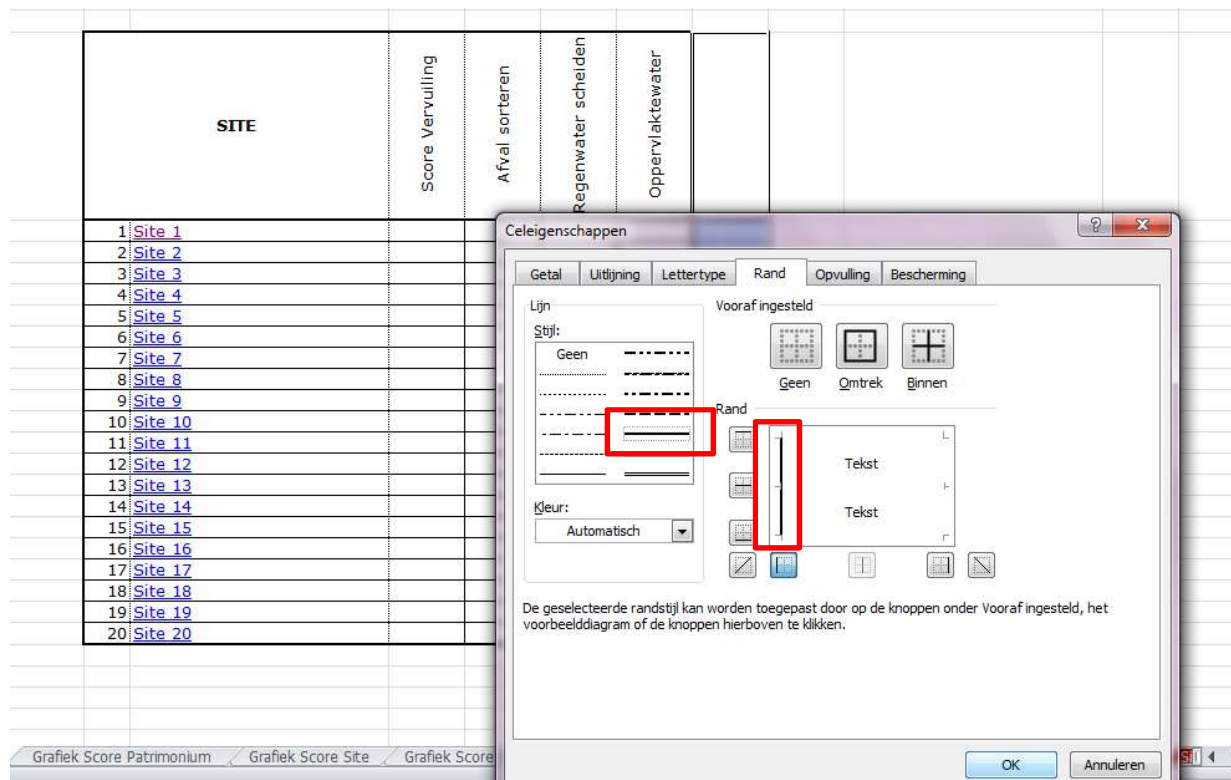 SITE
Score Vervuiling
Afval sorteren
Regenwater scheiden
Oppervlaktewater
1 Site 1
2 Site 2
3 Site 3
4 Site 4
5 Site 5
6 Site 6
7 Site 7
8 Site 8
9 Site 9
10 Site 10
11 Site 11
12 Site 12
13 Site 13
14 Site 14
15 Site 15
16 Site 16
17 Site 17
18 Site 18
19 Site 19
20 Site 20
Celeigenschappen
Getal Uitlijning Lettertype Rand Opvulling Bescherming
Lijn
Stijl:
Geen
Kleur:
Automatisch
Vooraf ingesteld
Geen Omtrek Binnen
Rand
Tekst
Tekst
De geselecteerde randstijl kan worden toegepast door op de knoppen onder Vooraf ingesteld, het
voorbeelddiagram of de knoppen hierboven te klikken.
OK Annuleren
Grafiek Score Patrimonium Grafiek Score Site Grafiek Score